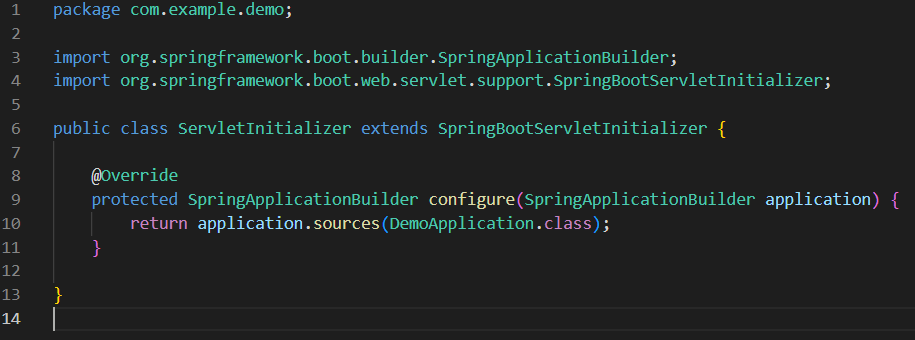 1 package com.example.demo;
2
3 import org.springframework.boot.builder.SpringApplicationBuilder;
4 import org.springframework.boot.web.servlet.support.SpringBootServletInitializer;
5
6 public class ServletInitializer extends SpringBootServletInitializer {
7
8     @Override
9     protected SpringApplicationBuilder configure(SpringApplicationBuilder application) {
10         return application.sources(DemoApplication.class);
11     }
12
13 }
14